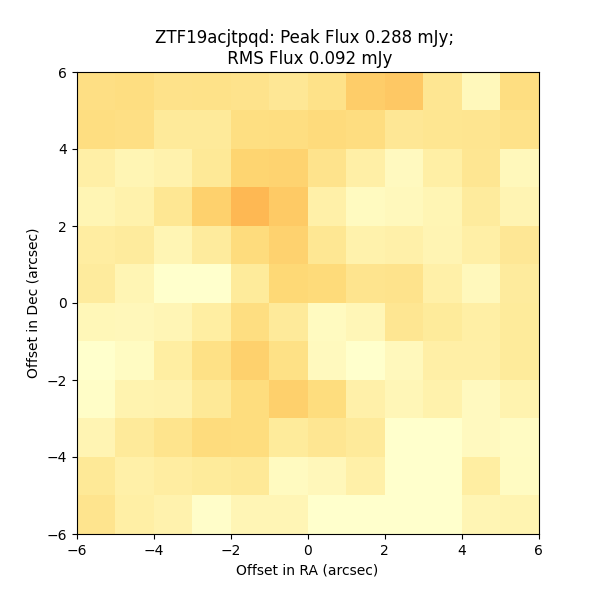 ZTF19acjtpqd: Peak Flux 0.288 mJy;
RMS Flux 0.092 mJy
6
4
2
0
−2
−4
−6
Offset in Dec (arcsec)
−6 −4 −2 0 2 4 6
Offset in RA (arcsec)